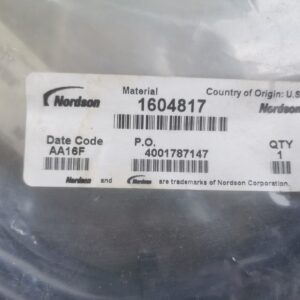 Nordson
Material
1604817
Country of Origin: U.S
Nordson
Date Code
AA16F
P.O.
4001787147
QTY
1
Nordson and Nordson are trademarks of Nordson Corporation.